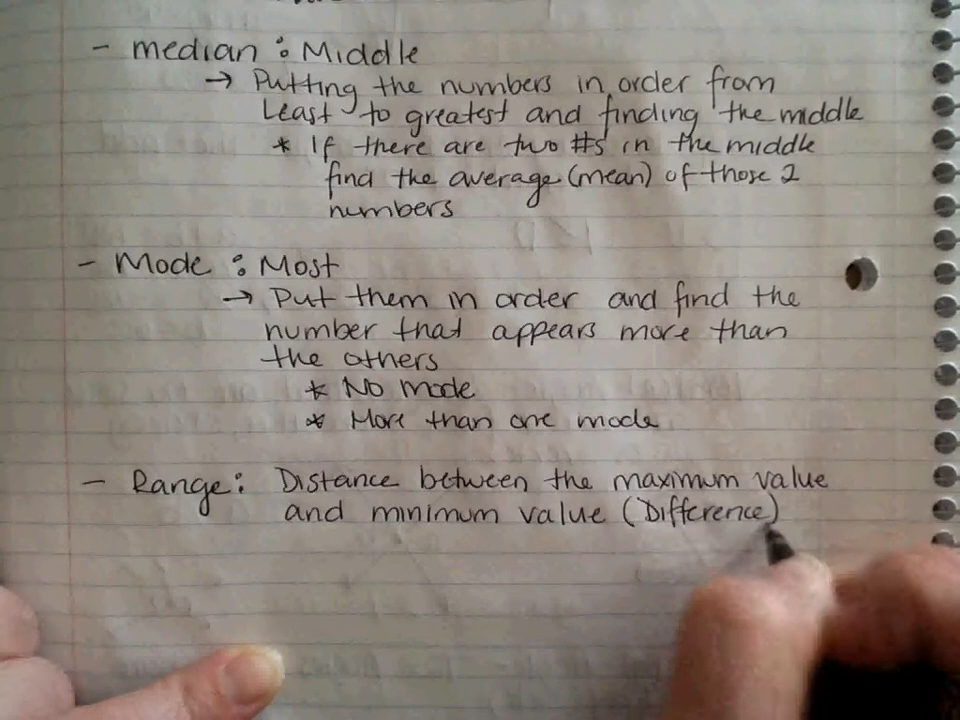 - median : Middle
→ Putting the numbers in order from
Least to greatest and finding the middle
* If there are two #s in the middle
find the average (mean) of those 2
numbers
- Mode : Most
→ Put them in order and find the
number that appears more than
the others
* No mode
* More than one mode
- Range: Distance between the maximum value
and minimum value (Difference)